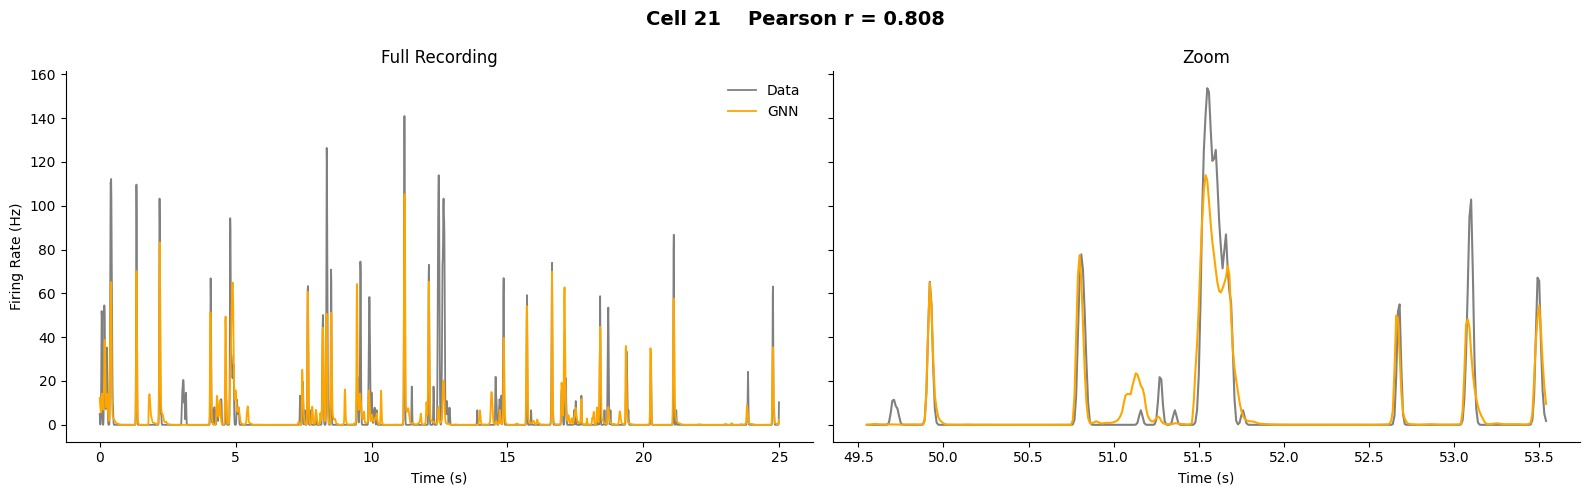 Cell 21    Pearson r = 0.808
Full Recording
Zoom
Firing Rate (Hz)
160
140
120
100
80
60
40
20
0
Data
GNN
0 5 10 15 20 25
Time (s)
49.5 50.0 50.5 51.0 51.5 52.0 52.5 53.0 53.5
Time (s)